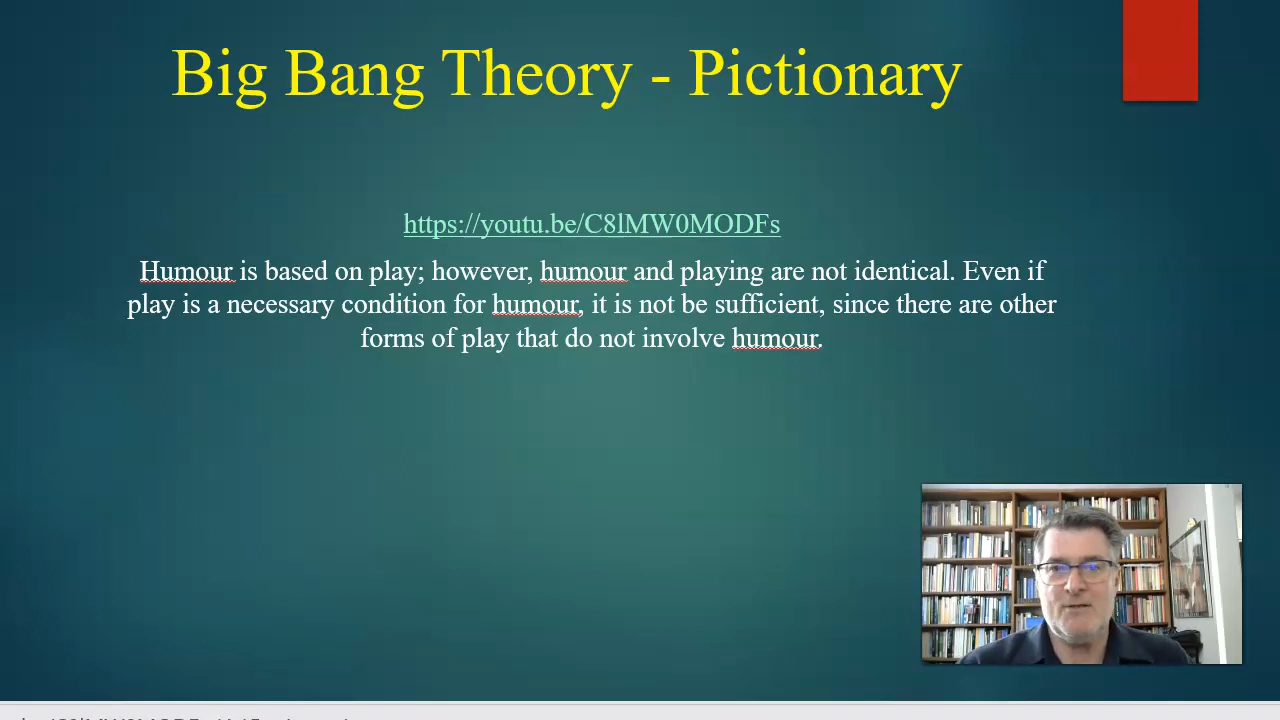 Big Bang Theory - Pictionary
https://youtu.be/C8lMW0MODFs
Humour is based on play; however, humour and playing are not identical. Even if
play is a necessary condition for humour, it is not be sufficient, since there are other
forms of play that do not involve humour.